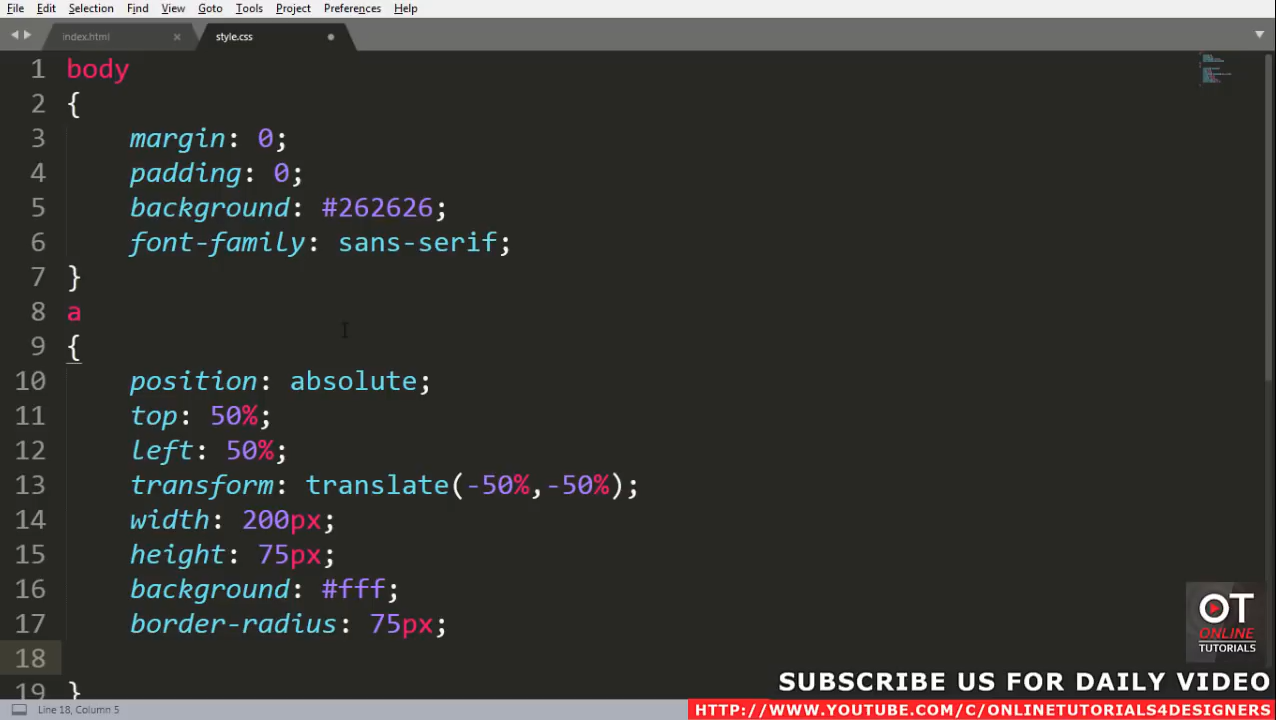 File Edit Selection Find View Goto Tools Project Preferences Help
index.html × style.css
1 body
2 {
3 margin: 0;
4 padding: 0;
5 background: #262626;
6 font-family: sans-serif;
7 }
8 a
9 {
10 position: absolute;
11 top: 50%;
12 left: 50%;
13 transform: translate(-50%,-50%);
14 width: 200px;
15 height: 75px;
16 background: #fff;
17 border-radius: 75px;
18
19 }
OT
ONLINE
TUTORIALS
SUBSCRIBE US FOR DAILY VIDEO
Line 18, Column 5
HTTP://WWW.YOUTUBE.COM/C/ONLINETUTORIALS4DESIGNERS